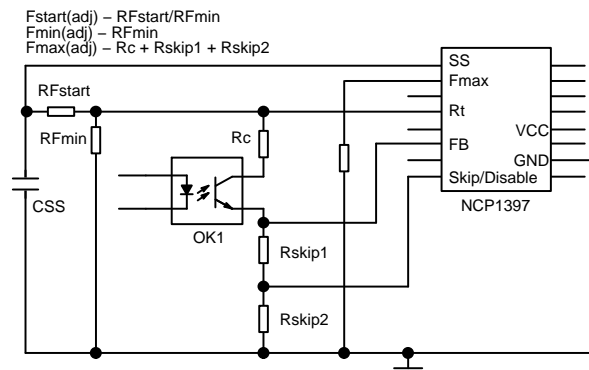 Fstart(adj) – RFstart/RFmin
Fmin(adj) – RFmin
Fmax(adj) – Rc + Rskip1 + Rskip2
SS
Fmax
RFstart
Rt
RFmin
Rc
VCC
FB
GND
Skip/Disable
CSS
NCP1397
OK1
Rskip1
Rskip2